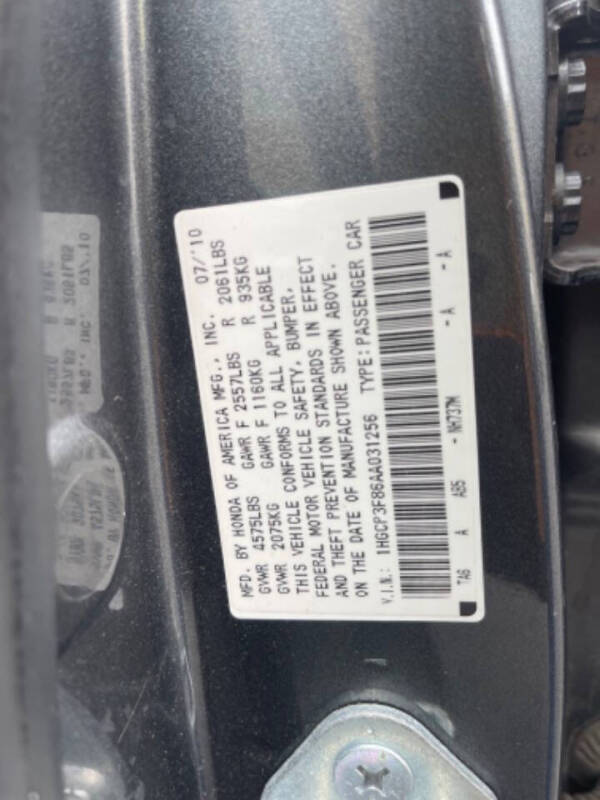 MFD. BY HONDA OF AMERICA MFG., INC. 07/'10
GVWR 4575LBS GAWR F 2557LBS R 2061LBS
GVWR 2075KG GAWR F 1160KG R 935KG
THIS VEHICLE CONFORMS TO ALL APPLICABLE
FEDERAL MOTOR VEHICLE SAFETY, BUMPER,
AND THEFT PREVENTION STANDARDS IN EFFECT
ON THE DATE OF MANUFACTURE SHOWN ABOVE.
V.I.N.: 1HGCP3F86AA031256 TYPE: PASSENGER CAR
TA6 A AB5 - NH737M - A - A